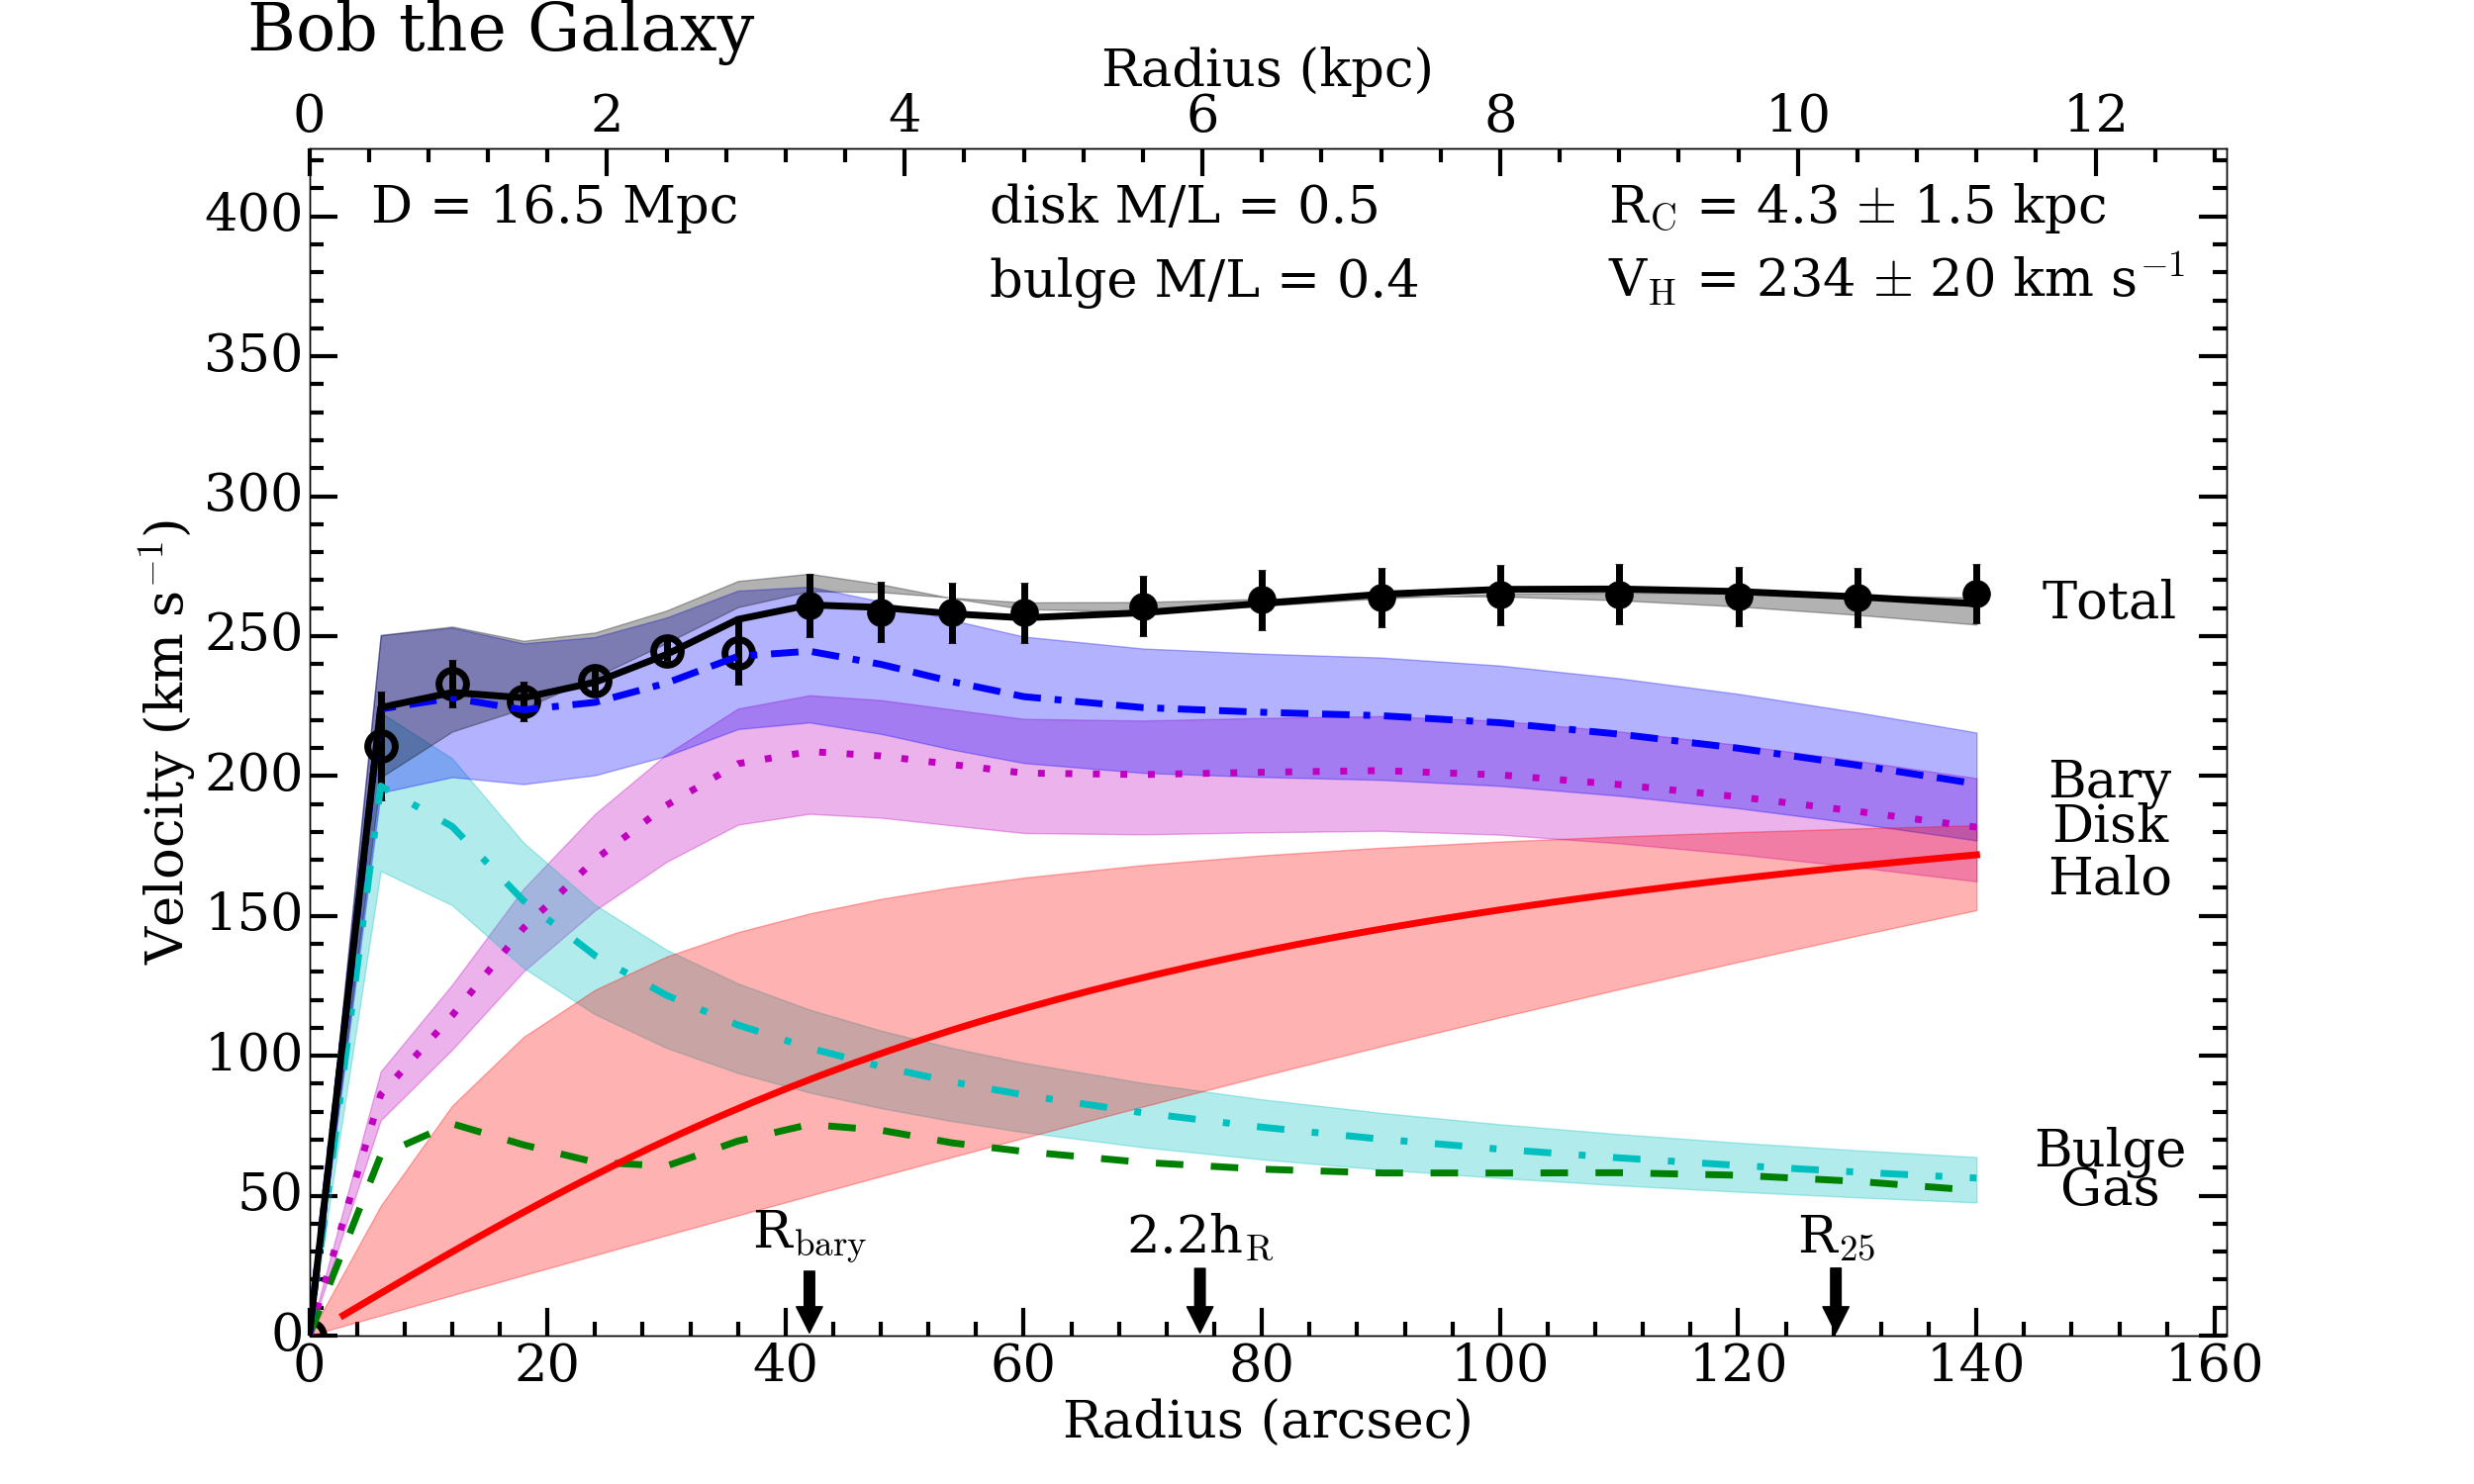 Bob the Galaxy
Radius (kpc)
0 2 4 6 8 10 12
D = 16.5 Mpc
disk M/L = 0.5
bulge M/L = 0.4
R_C = 4.3 ± 1.5 kpc
V_H = 234 ± 20 km s⁻¹
Velocity (km s⁻¹)
400
350
300
250
200
150
100
50
0
Total
Bary
Disk
Halo
Bulge
Gas
R_bary
2.2h_R
R_25
0 20 40 60 80 100 120 140 160
Radius (arcsec)